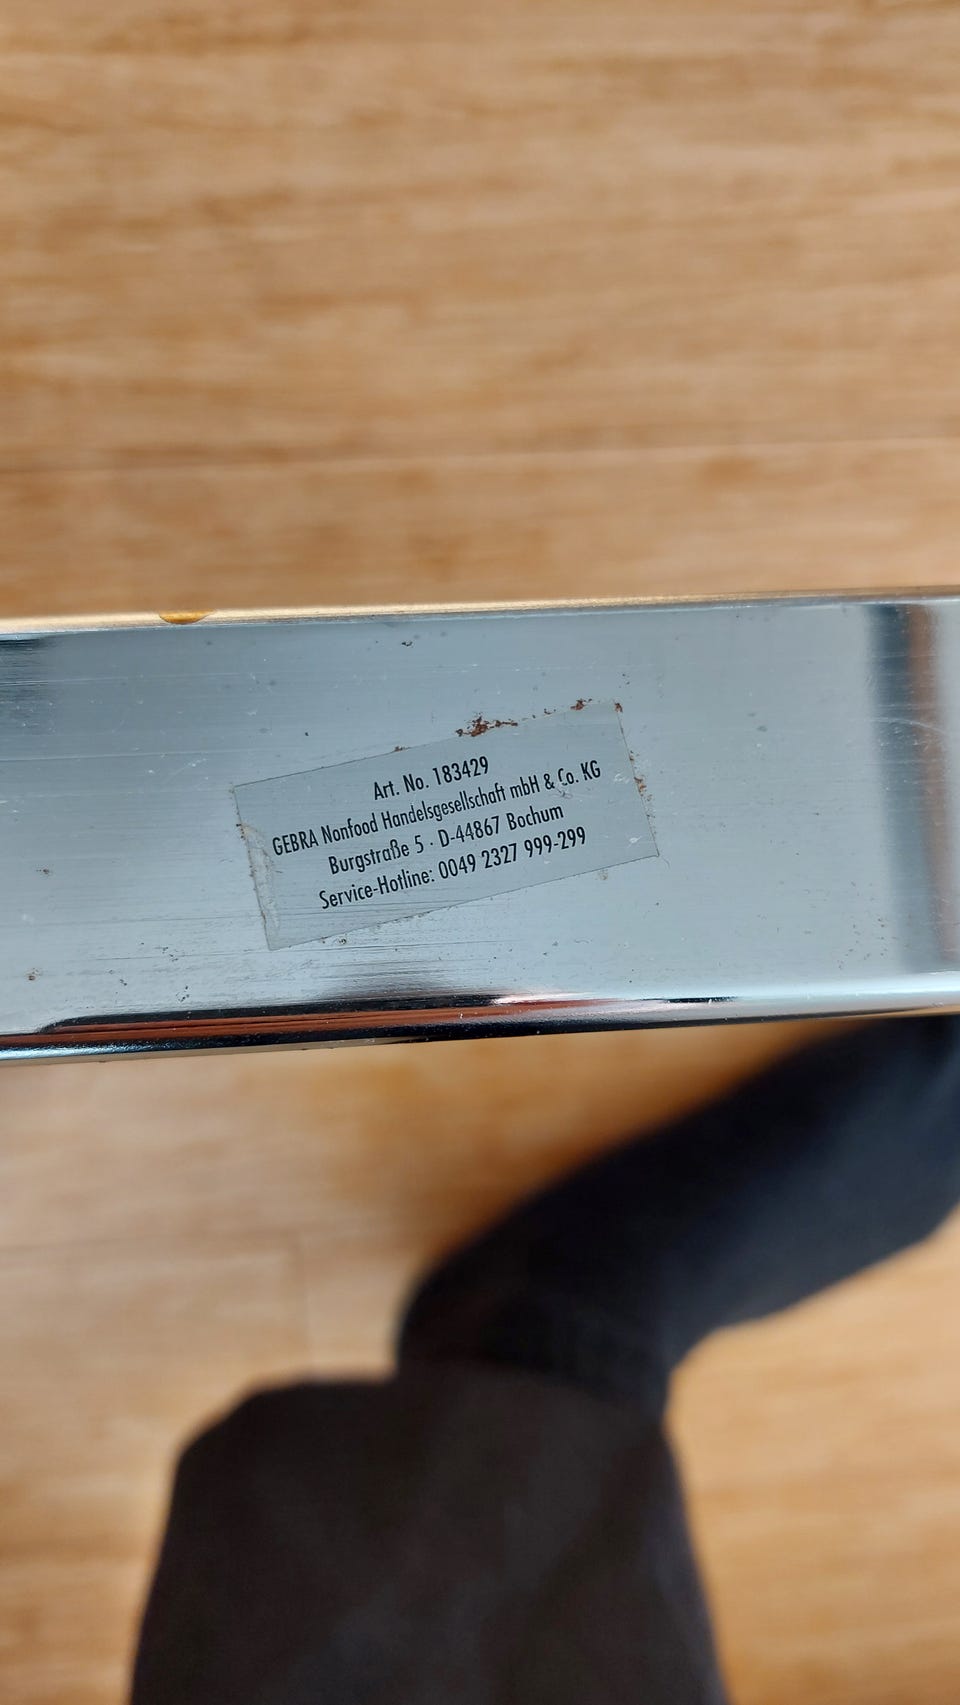 Art. No. 183429
GEBRA Nonfood Handelsgesellschaft mbH & Co. KG
Burgstraße 5 · D-44867 Bochum
Service-Hotline: 0049 2327 999-299